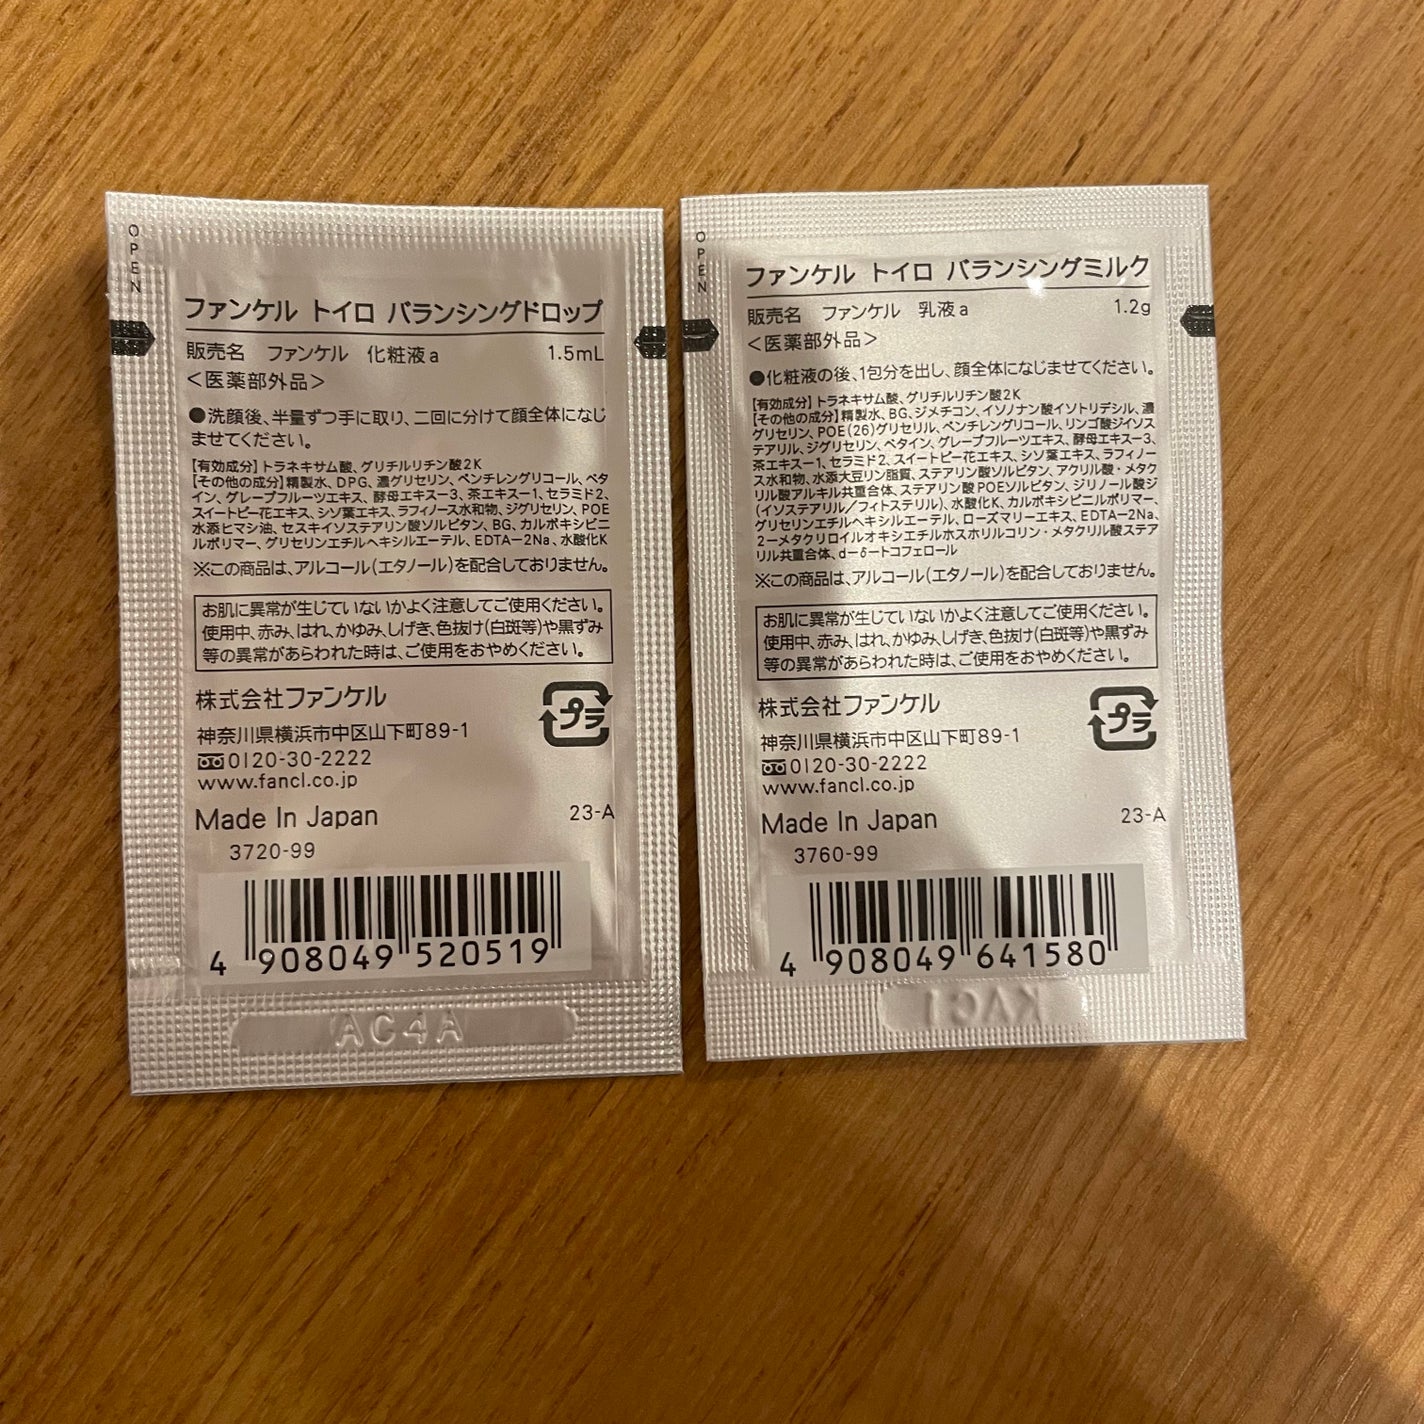 OPEN
ファンケル トイロ バランシングドロップ
販売名 ファンケル 化粧液a 1.5mL
＜医薬部外品＞
●洗顔後、半量ずつ手に取り、二回に分けて顔全体になじ
ませてください。
【有効成分】トラネキサム酸、グリチルリチン酸2K
【その他の成分】精製水、DPG、濃グリセリン、ペンチレングリコール、ベタ
イン、グレープフルーツエキス、酵母エキス-3、茶エキス-1、セラミド2、
スイートピー花エキス、シソ葉エキス、ラフィノース水和物、ジグリセリン、POE
水添ヒマシ油、セスキイソステアリン酸ソルビタン、BG、カルボキシビニ
ルポリマー、グリセリンエチルヘキシルエーテル、EDTA-2Na、水酸化K
※この商品は、アルコール(エタノール)を配合しておりません。
お肌に異常が生じていないかよく注意してご使用ください。
使用中、赤み、はれ、かゆみ、しげき、色抜け(白斑等)や黒ずみ
等の異常があらわれた時は、ご使用をおやめください。
株式会社ファンケル
プラ
神奈川県横浜市中区山下町89-1
0120-30-2222
www.fancl.co.jp
Made In Japan 23-A
3720-99
4 908049 520519
AC4A
OPEN
ファンケル トイロ バランシングミルク
販売名 ファンケル 乳液a 1.2g
＜医薬部外品＞
●化粧液の後、1包分を出し、顔全体になじませてください。
【有効成分】トラネキサム酸、グリチルリチン酸2K
【その他の成分】精製水、BG、ジメチコン、イソノナン酸イソトリデシル、濃
グリセリン、POE(26)グリセリル、ペンチレングリコール、リンゴ酸ジイソス
テアリル、ジグリセリン、ベタイン、グレープフルーツエキス、酵母エキス-3、
茶エキス-1、セラミド2、スイートピー花エキス、シソ葉エキス、ラフィノー
ス水和物、水添大豆リン脂質、ステアリン酸ソルビタン、アクリル酸・メタク
リル酸アルキル共重合体、ステアリン酸POEソルビタン、ジリノール酸ジ
(イソステアリル／フィトステリル)、水酸化K、カルボキシビニルポリマー、
グリセリンエチルヘキシルエーテル、ローズマリーエキス、EDTA-2Na、
2-メタクリロイルオキシエチルホスホリルコリン・メタクリル酸ステア
リル共重合体、d-δ-トコフェロール
※この商品は、アルコール(エタノール)を配合しておりません。
お肌に異常が生じていないかよく注意してご使用ください。
使用中、赤み、はれ、かゆみ、しげき、色抜け(白斑等)や黒ずみ
等の異常があらわれた時は、ご使用をおやめください。
株式会社ファンケル
プラ
神奈川県横浜市中区山下町89-1
0120-30-2222
www.fancl.co.jp
Made In Japan 23-A
3760-99
4 908049 641580